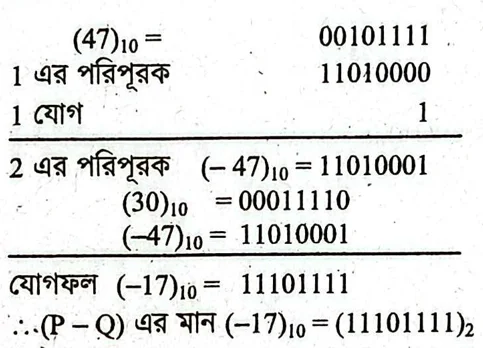 (47)₁₀ = 00101111
1 এর পরিপূরক 11010000
1 যোগ 1
2 এর পরিপূরক (– 47)₁₀ = 11010001
(30)₁₀ = 00011110
(–47)₁₀ = 11010001
যোগফল (–17)₁₀ = 11101111
∴ (P – Q) এর মান (–17)₁₀ = (11101111)₂